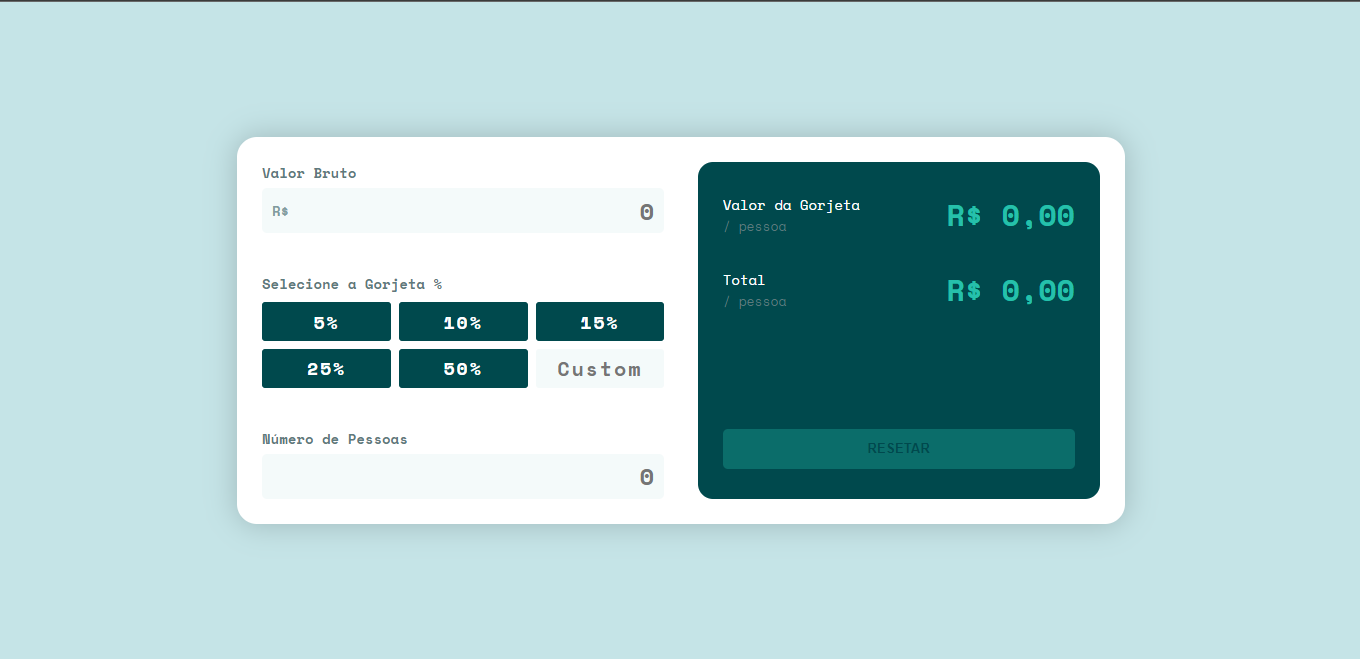 Valor Bruto
R$ 0
Selecione a Gorjeta %
5% 10% 15%
25% 50% Custom
Número de Pessoas
0
Valor da Gorjeta
/ pessoa
R$ 0,00
Total
/ pessoa
R$ 0,00
RESETAR